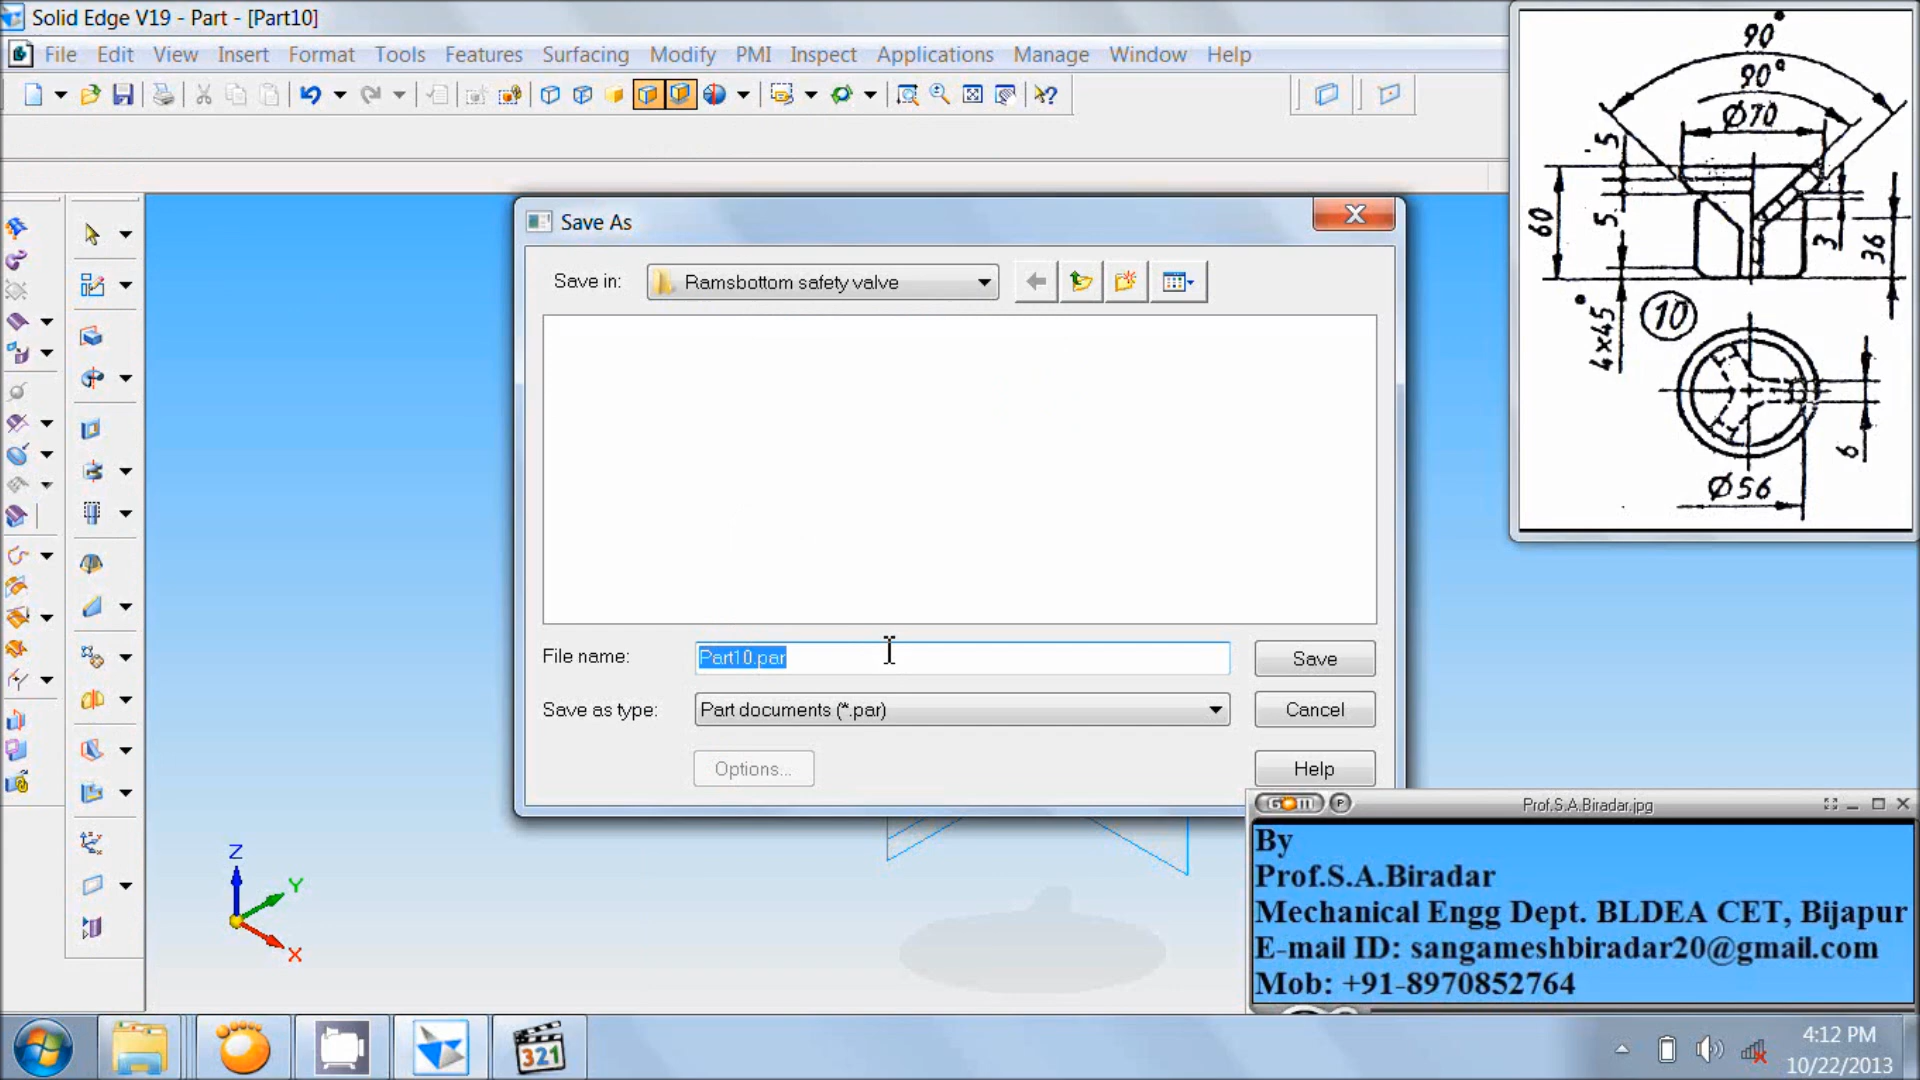 Solid Edge V19 - Part - [Part10]
File Edit View Insert Format Tools Features Surfacing Modify PMI Inspect Applications Manage Window Help
Save As
Save in: Ramsbottom safety valve
File name: Part10.par
Save
Save as type: Part documents (*.par)
Cancel
Options...
Help
90°
90°
Ø70
5
60
5
3
36
4×45°
10
6
Ø56
Z
Y
X
GOM P Prof.S.A.Biradar.jpg
By
Prof.S.A.Biradar
Mechanical Engg Dept. BLDEA CET, Bijapur
E-mail ID: sangameshbiradar20@gmail.com
Mob: +91-8970852764
321
4:12 PM
10/22/2013